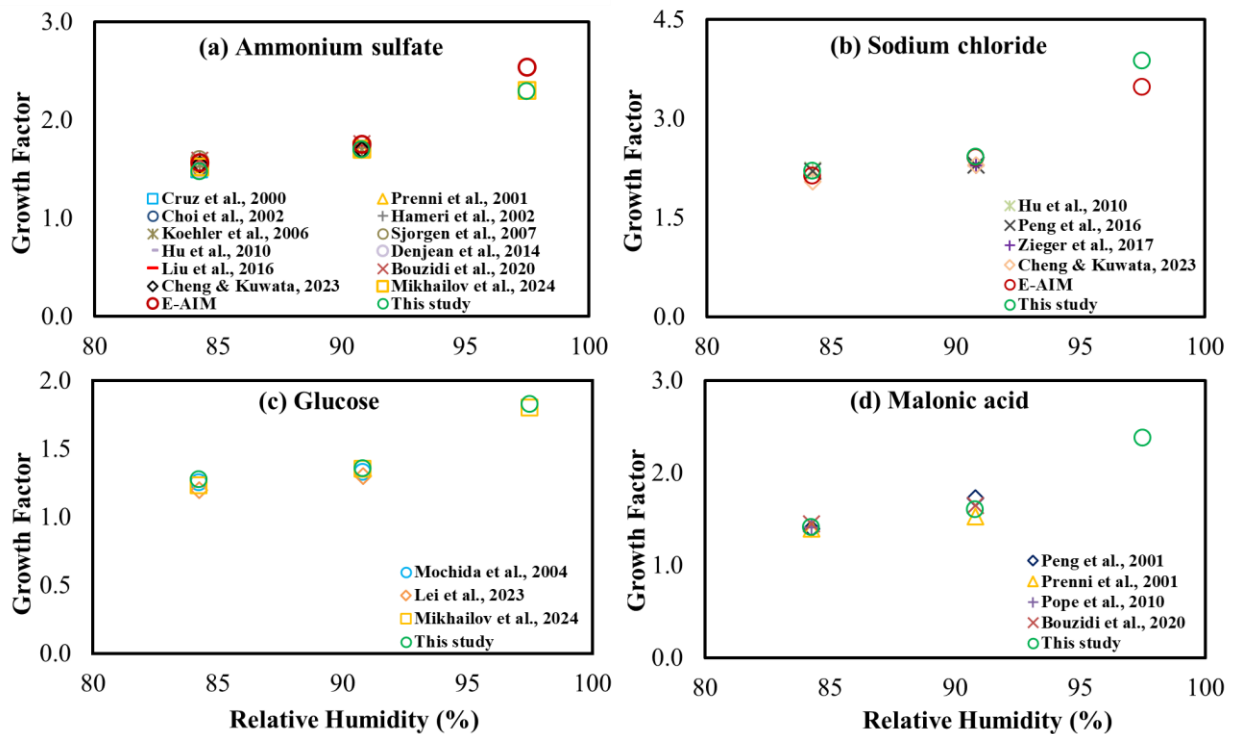 (a) Ammonium sulfate
Growth Factor
3.0
2.0
1.0
0.0
Cruz et al., 2000
Prenni et al., 2001
Choi et al., 2002
Hameri et al., 2002
Koehler et al., 2006
Sjorgen et al., 2007
Hu et al., 2010
Denjean et al., 2014
Liu et al., 2016
Bouzidi et al., 2020
Cheng & Kuwata, 2023
Mikhailov et al., 2024
E-AIM
This study
80 85 90 95 100
(b) Sodium chloride
Growth Factor
4.5
3.0
1.5
0.0
Hu et al., 2010
Peng et al., 2016
Zieger et al., 2017
Cheng & Kuwata, 2023
E-AIM
This study
80 85 90 95 100
(c) Glucose
Growth Factor
2.0
1.5
1.0
0.5
0.0
Mochida et al., 2004
Lei et al., 2023
Mikhailov et al., 2024
This study
80 85 90 95 100
Relative Humidity (%)
(d) Malonic acid
Growth Factor
3.0
2.0
1.0
0.0
Peng et al., 2001
Prenni et al., 2001
Pope et al., 2010
Bouzidi et al., 2020
This study
80 85 90 95 100
Relative Humidity (%)